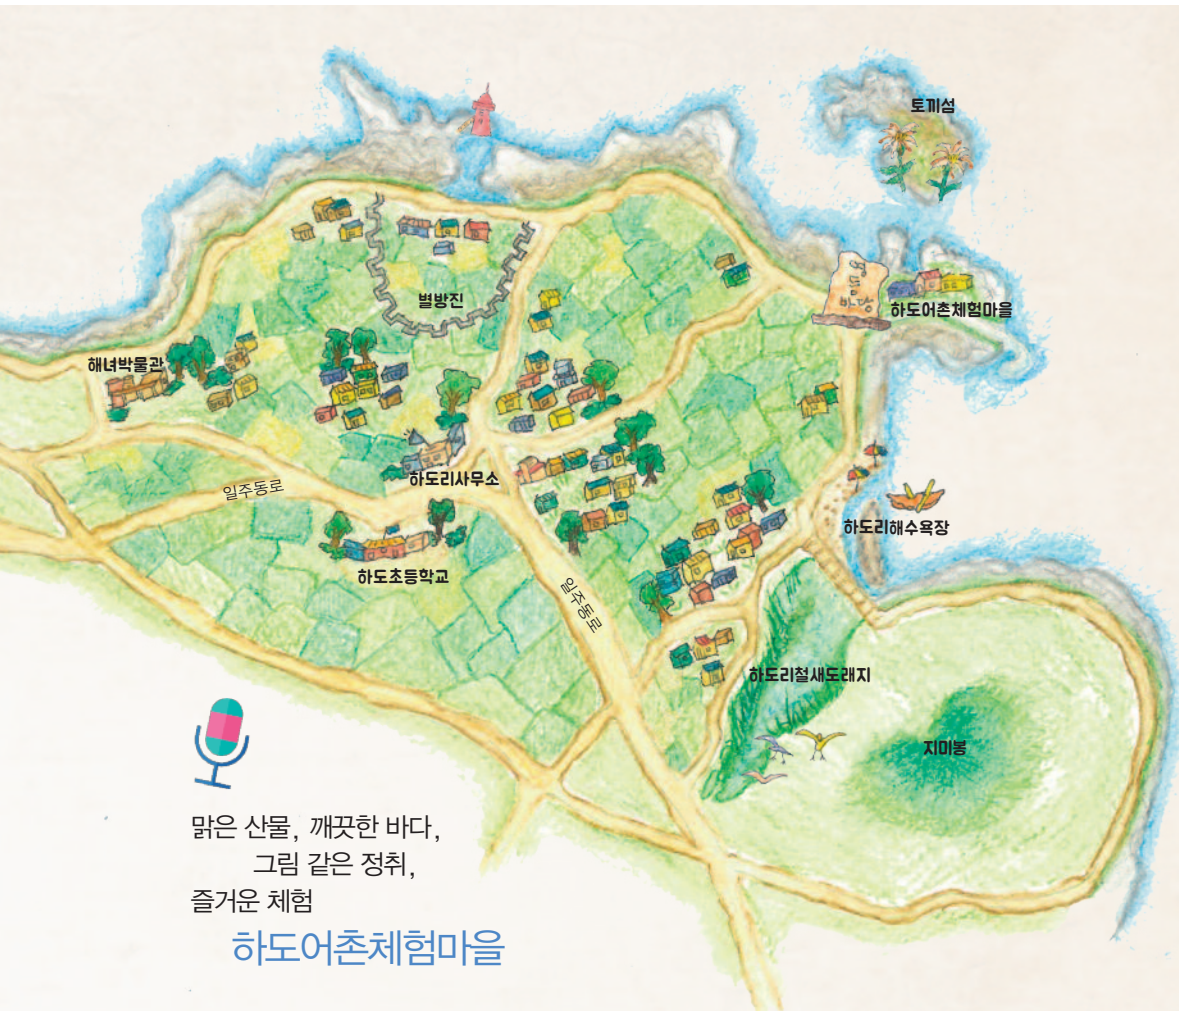 토끼섬
하도어촌체험마을
별방진
해녀박물관
하도리사무소
일주동로
하도리해수욕장
하도초등학교
일주동로
하도리철새도래지
지미봉
맑은 산물, 깨끗한 바다,
그림 같은 정취,
즐거운 체험
하도어촌체험마을